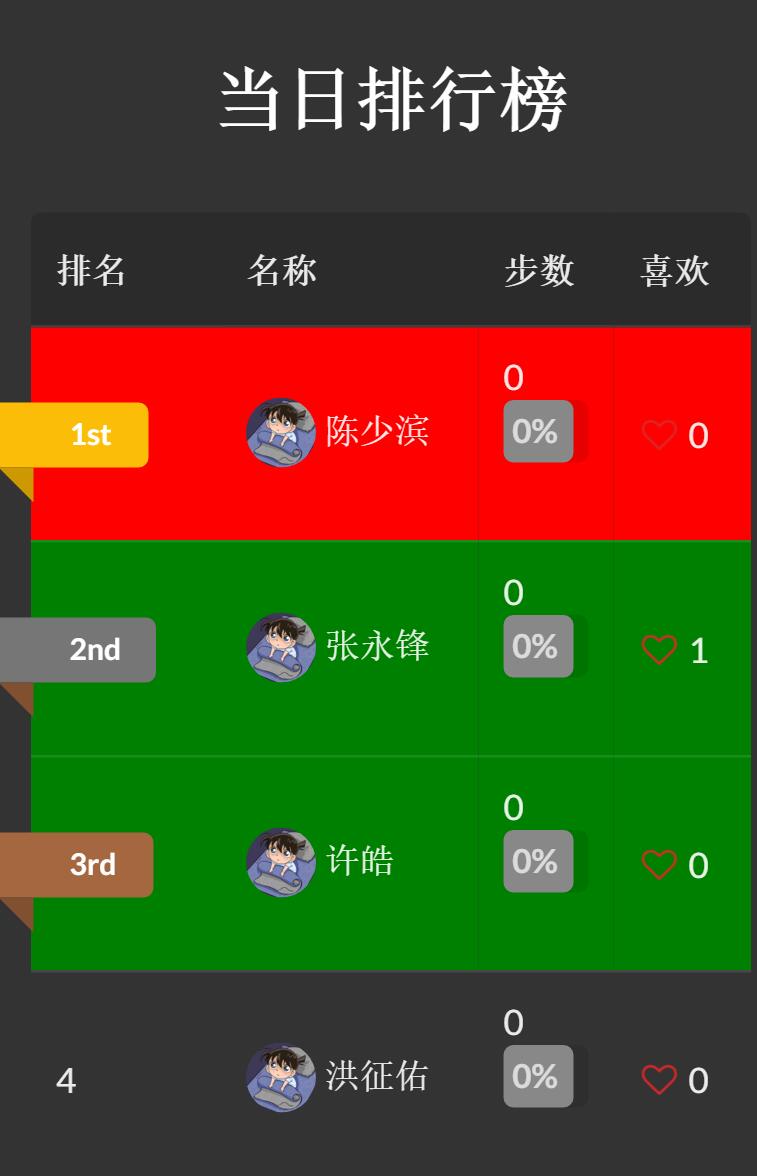 当日排行榜
排名 名称 步数 喜欢
0
1st 陈少滨 0% 0
0
2nd 张永锋 0% 1
0
3rd 许皓 0% 0
0
4 洪征佑 0% 0